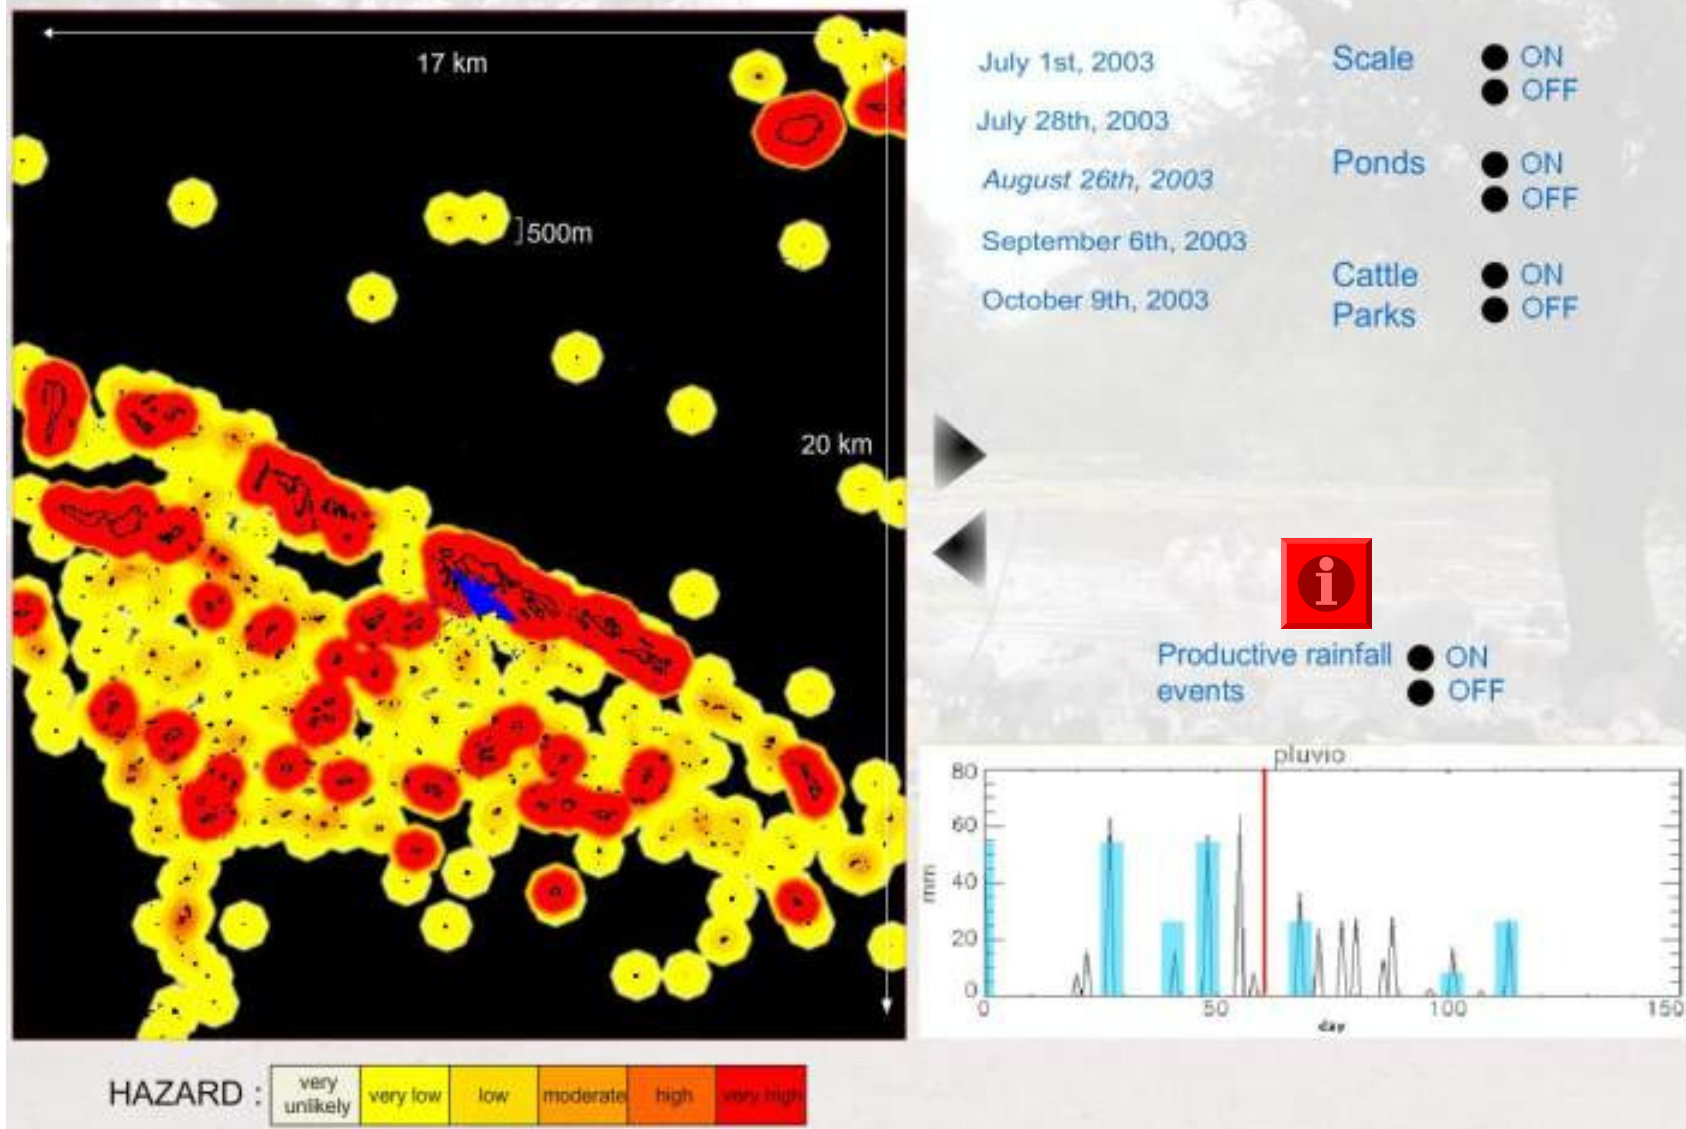 17 km
]500m
20 km
July 1st, 2003
July 28th, 2003
August 26th, 2003
September 6th, 2003
October 9th, 2003
Scale
ON
OFF
Ponds
ON
OFF
Cattle
Parks
ON
OFF
i
Productive rainfall
events
ON
OFF
pluvio
80
60
40
20
0
mm
0
50
100
150
day
HAZARD :
very
unlikely
very low
low
moderate
high
very high